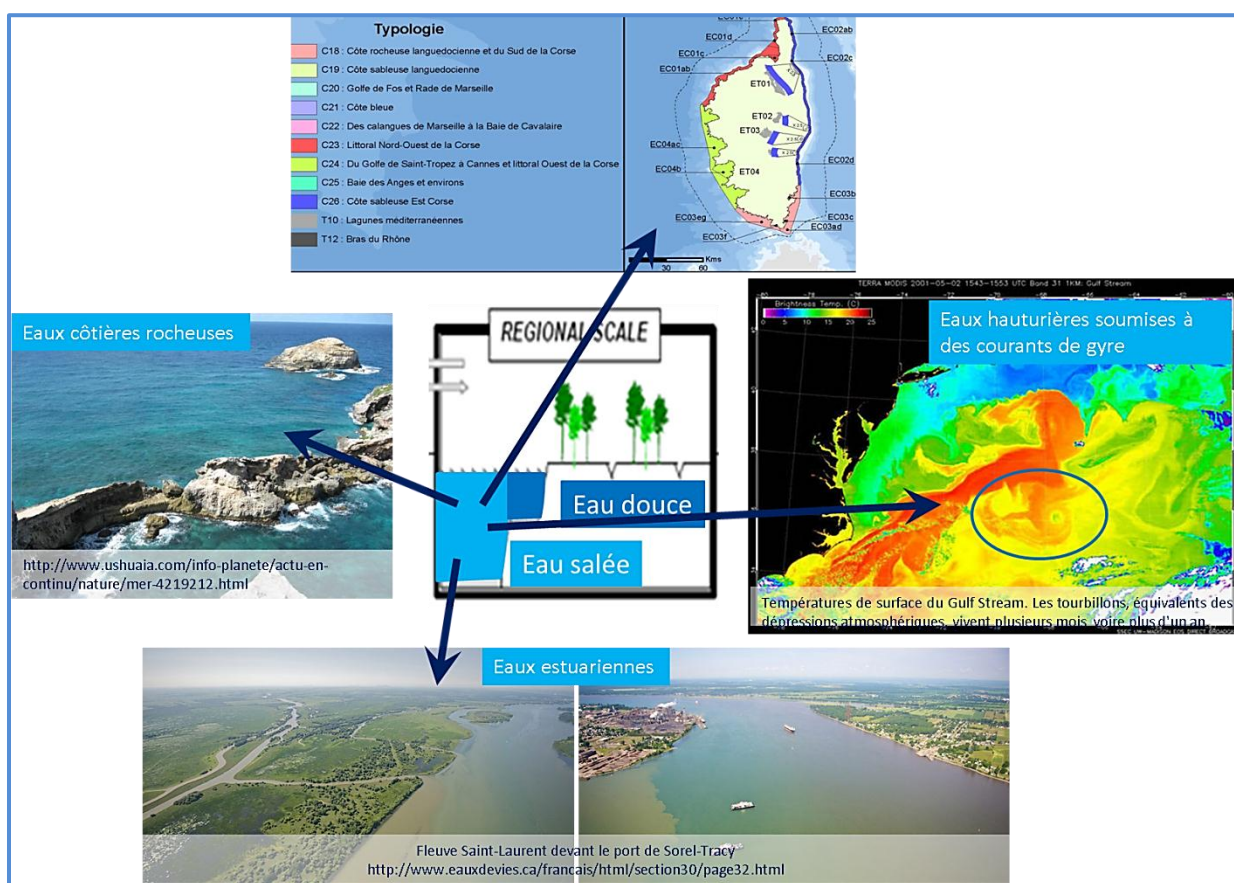 Typologie
C18 : Côte rocheuse languedocienne et du Sud de la Corse
C19 : Côte sableuse languedocienne
C20 : Golfe de Fos et Rade de Marseille
C21 : Côte bleue
C22 : Des calangues de Marseille à la Baie de Cavalaire
C23 : Littoral Nord-Ouest de la Corse
C24 : Du Golfe de Saint-Tropez à Cannes et littoral Ouest de la Corse
C25 : Baie des Anges et environs
C26 : Côte sableuse Est Corse
T10 : Lagunes méditerranéennes
T12 : Bras du Rhône
EC02ab
EC01d
EC01c
EC02c
EC01ab
ET01
ET02
ET03
EC04ac
EC02d
EC04b
ET04
EC03b
EC03eg
EC03c
EC03f
EC03ad
Kms
30 60
Eaux côtières rocheuses
http://www.ushuaia.com/info-planete/actu-en-
continu/nature/mer-4219212.html
REGIONAL SCALE
Eau douce
Eau salée
TERRA MODIS 2001-05-02 1543-1553 UTC Band 31 1KM: Gulf Stream
Brightness Temp. (C)
0 5 10 15 20 25
Eaux hauturières soumises à
des courants de gyre
Températures de surface du Gulf Stream. Les tourbillons, équivalents des
dépressions atmosphériques, vivent plusieurs mois, voire plus d'un an.
SSEC UW-MADISON EOS DIRECT
Eaux estuariennes
Fleuve Saint-Laurent devant le port de Sorel-Tracy
http://www.eauxdevies.ca/francais/html/section30/page32.html